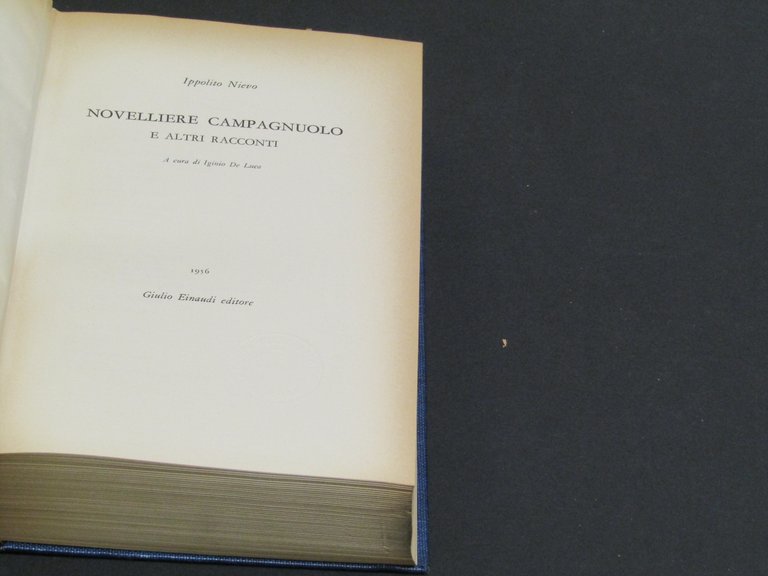 Ippolito Nievo
NOVELLIERE CAMPAGNUOLO
E ALTRI RACCONTI
A cura di Iginio De Luca
1956
Giulio Einaudi editore